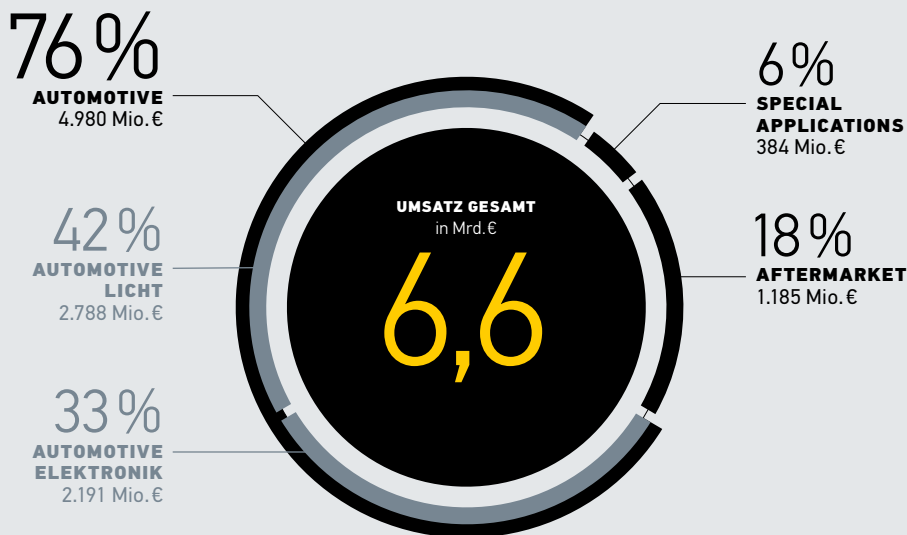 76 %
AUTOMOTIVE
4.980 Mio. €
42 %
AUTOMOTIVE
LICHT
2.788 Mio. €
33 %
AUTOMOTIVE
ELEKTRONIK
2.191 Mio. €
UMSATZ GESAMT
in Mrd. €
6,6
6 %
SPECIAL
APPLICATIONS
384 Mio. €
18 %
AFTERMARKET
1.185 Mio. €